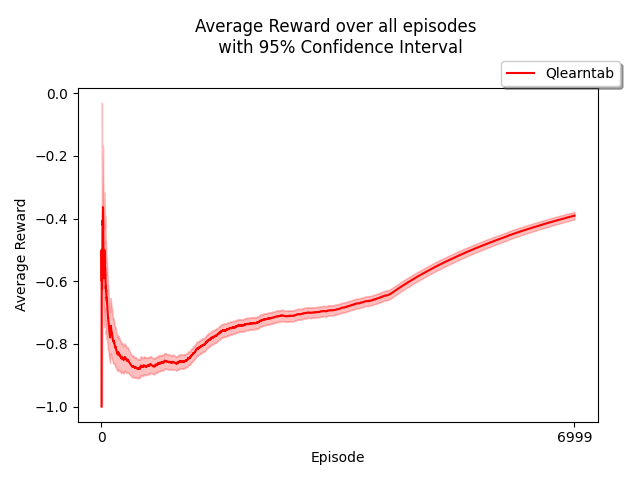 Average Reward over all episodes
with 95% Confidence Interval
Qlearntab
0.0
−0.2
−0.4
−0.6
−0.8
−1.0
Average Reward
0
6999
Episode